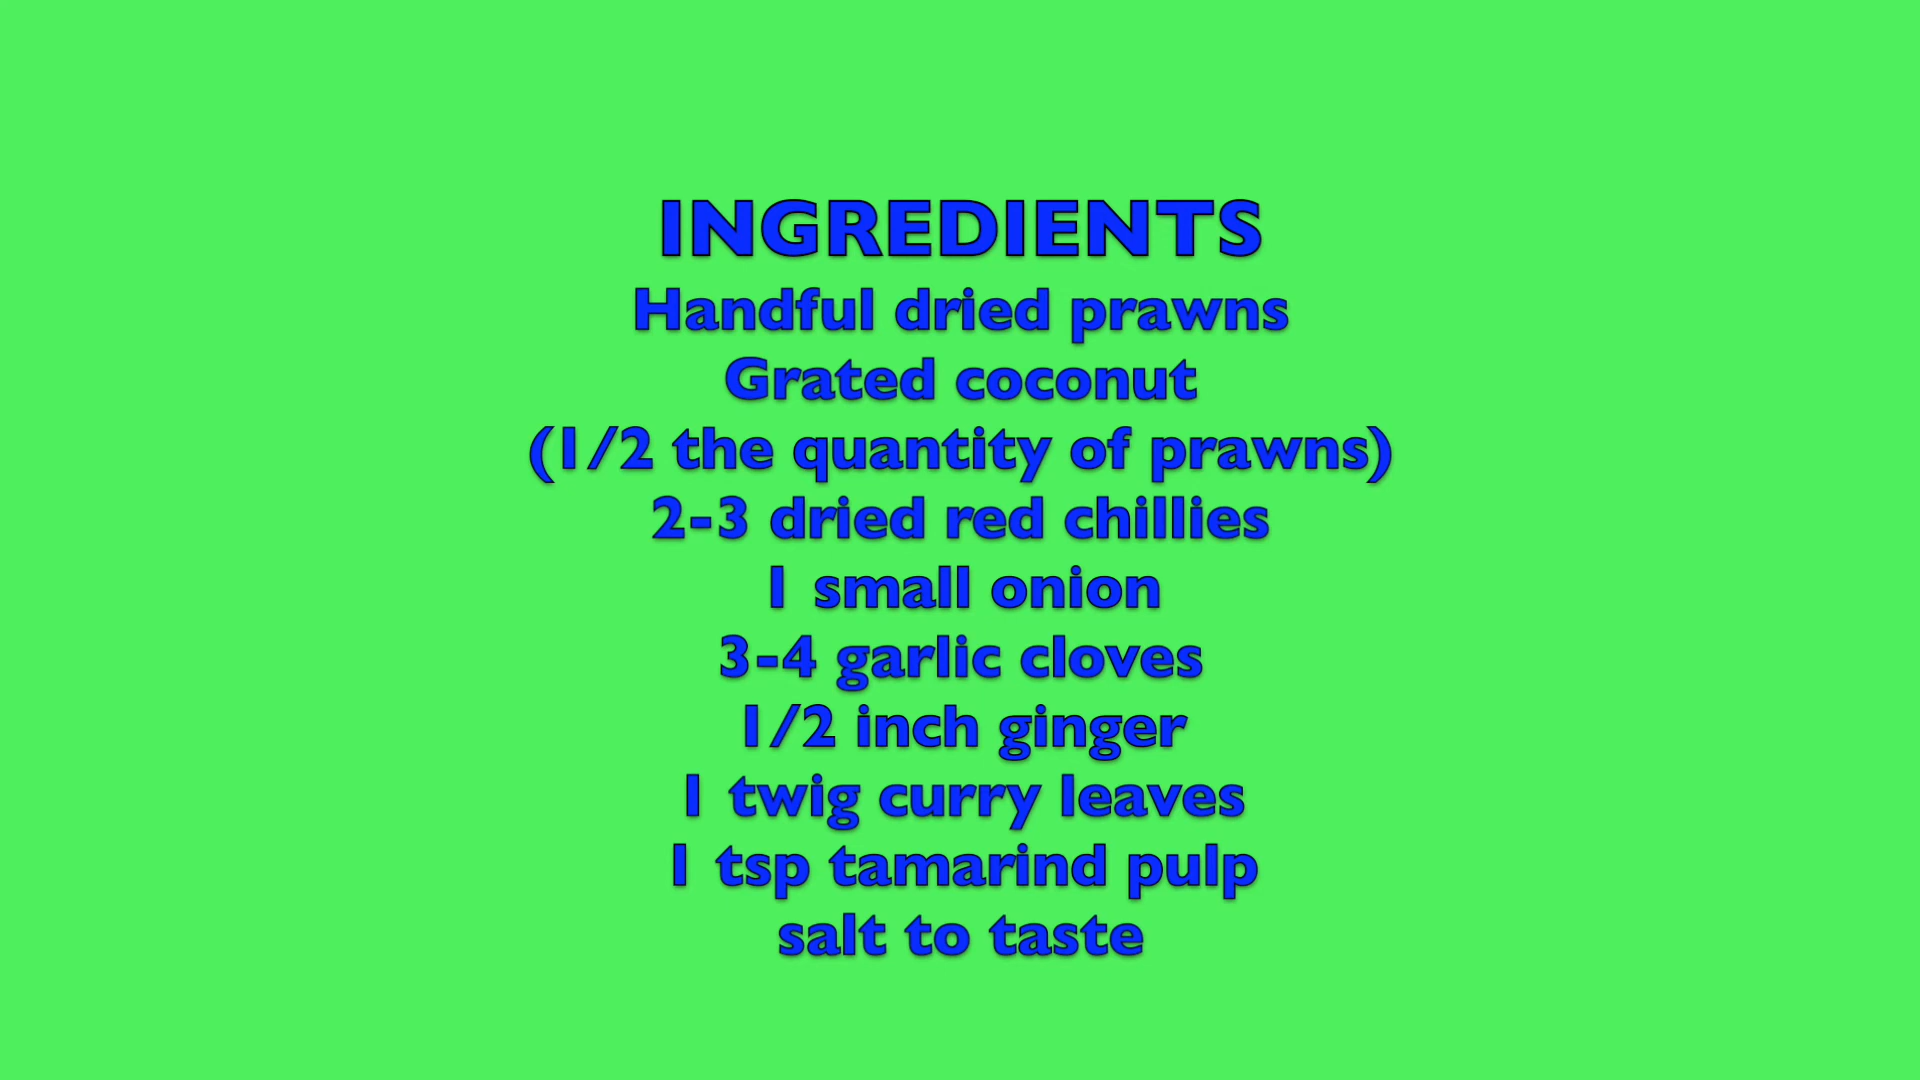 INGREDIENTS
Handful dried prawns
Grated coconut
(1/2 the quantity of prawns)
2-3 dried red chillies
1 small onion
3-4 garlic cloves
1/2 inch ginger
1 twig curry leaves
1 tsp tamarind pulp
salt to taste